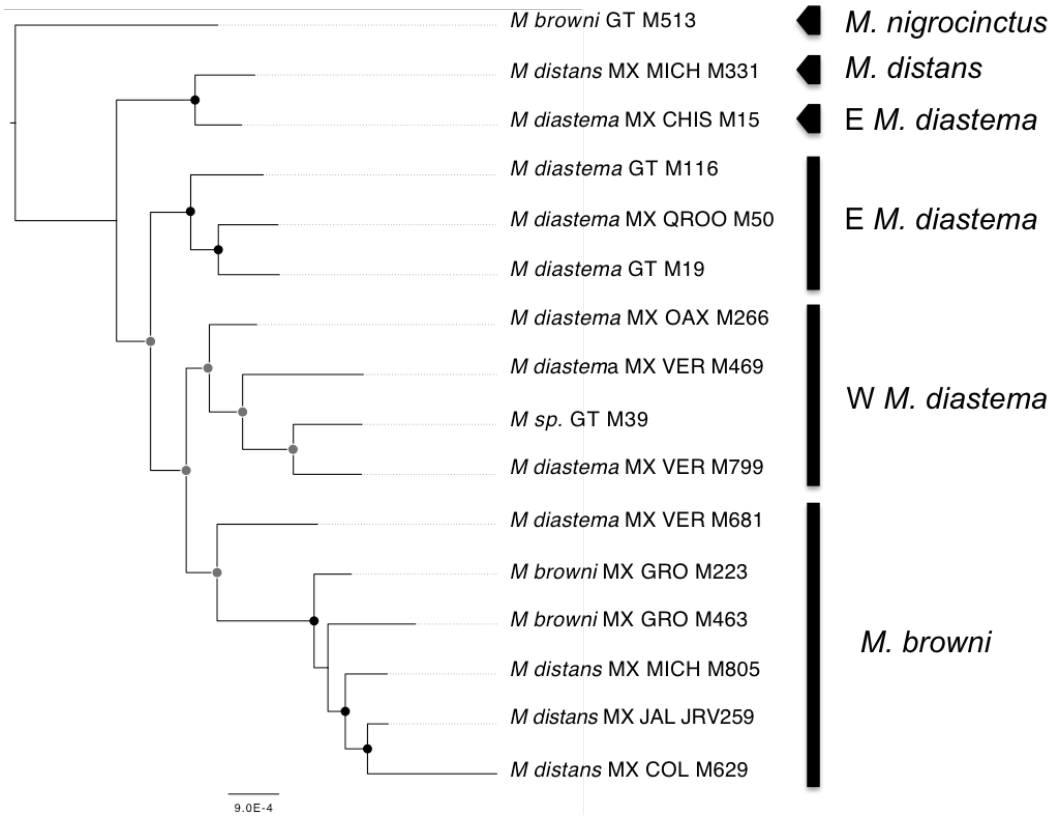 M browni GT M513
M. nigrocinctus
M distans MX MICH M331
M. distans
M diastema MX CHIS M15
E M. diastema
M diastema GT M116
M diastema MX QROO M50
E M. diastema
M diastema GT M19
M diastema MX OAX M266
M diastema MX VER M469
W M. diastema
M sp. GT M39
M diastema MX VER M799
M diastema MX VER M681
M browni MX GRO M223
M browni MX GRO M463
M. browni
M distans MX MICH M805
M distans MX JAL JRV259
M distans MX COL M629
9.0E-4